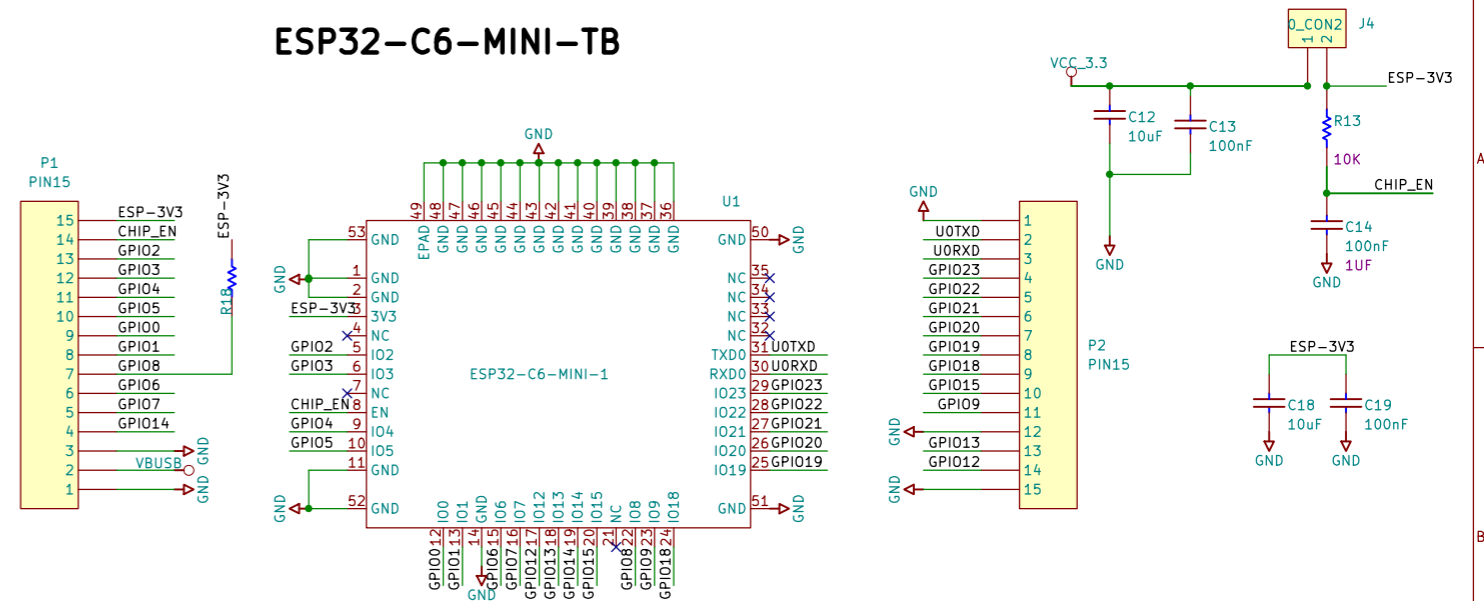 ESP32-C6-MINI-TB
0_CON2
J4
1
2
VCC_3.3
ESP-3V3
C12
10uF
C13
100nF
R13
10K
CHIP_EN
C14
100nF
1UF
GND
GND
A
P1
PIN15
15 ESP-3V3
14 CHIP_EN
13 GPIO2
12 GPIO3
11 GPIO4
10 GPIO5
9 GPIO0
8 GPIO1
7 GPIO8
6 GPIO6
5 GPIO7
4 GPIO14
3 GND
2 VBUSB
1 GND
ESP-3V3
R18
GND
U1
49 48 47 46 45 44 43 42 41 40 39 38 37 36
EPAD GND GND GND GND GND GND GND GND GND GND GND GND GND
53 GND
GND
1 GND
2 GND
ESP-3V3 3 3V3
4 NC
GPIO2 5 IO2
GPIO3 6 IO3
7 NC
CHIP_EN 8 EN
GPIO4 9 IO4
GPIO5 10 IO5
11 GND
GND
52 GND
ESP32-C6-MINI-1
GND 50 GND
NC 35
NC 34
NC 33
NC 32
TXD0 31 U0TXD
RXD0 30 U0RXD
IO23 29 GPIO23
IO22 28 GPIO22
IO21 27 GPIO21
IO20 26 GPIO20
IO19 25 GPIO19
GND 51 GND
IO0 IO1 GND IO6 IO7 IO12 IO13 IO14 IO15 NC IO8 IO9 IO18
12 13 14 15 16 17 18 19 20 21 22 23 24
GPIO0 GPIO1 GND GPIO6 GPIO7 GPIO12 GPIO13 GPIO14 GPIO15 GPIO8 GPIO9 GPIO18
GND 1
U0TXD 2
U0RXD 3
GPIO23 4
GPIO22 5
GPIO21 6
GPIO20 7
GPIO19 8
GPIO18 9
GPIO15 10
GPIO9 11
GND 12
GPIO13 13
GPIO12 14
GND 15
P2
PIN15
ESP-3V3
C18
10uF
C19
100nF
GND
GND
B